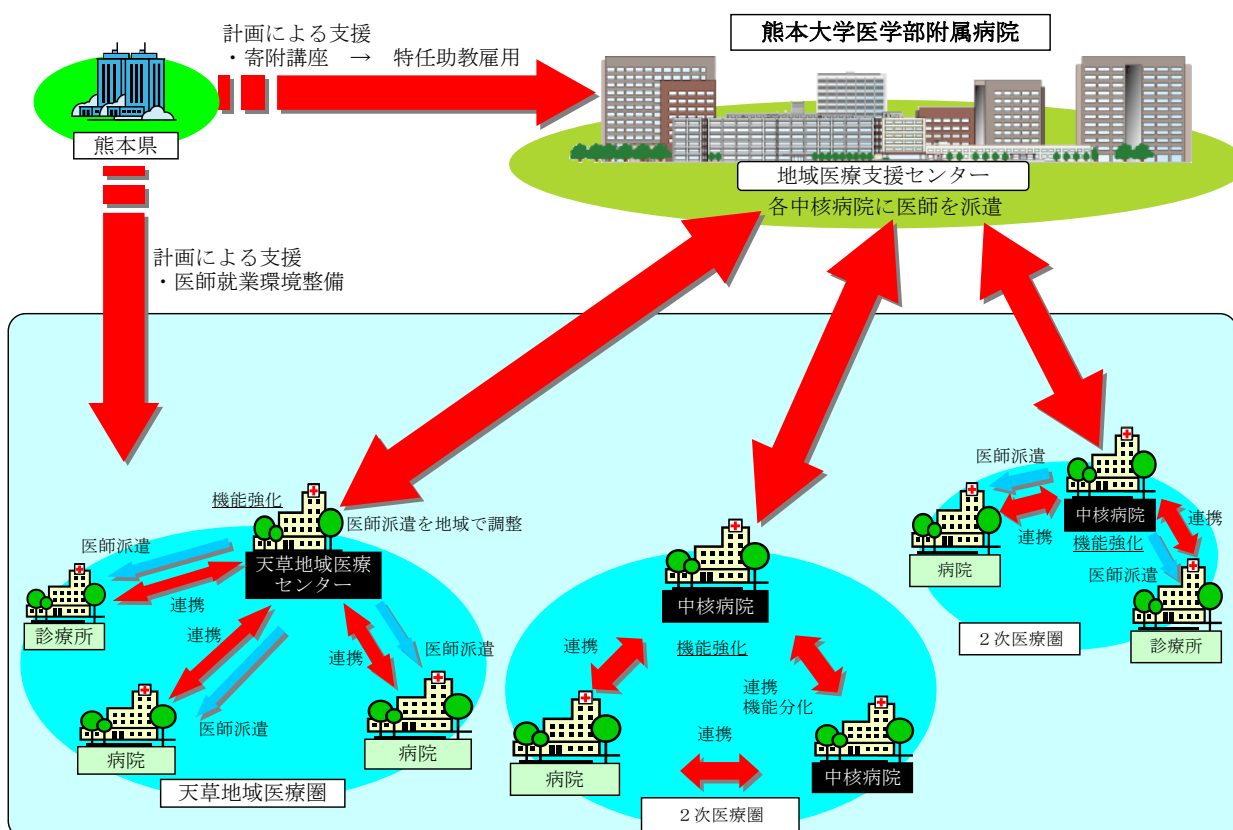 計画による支援
・寄附講座 → 特任助教雇用
熊本大学医学部附属病院
熊本県
地域医療支援センター
各中核病院に医師を派遣
計画による支援
・医師就業環境整備
機能強化
医師派遣を地域で調整
天草地域医療
センター
医師派遣
連携
診療所
連携
医師派遣
病院
連携
医師派遣
病院
天草地域医療圏
中核病院
機能強化
連携
病院
連携
機能分化
連携
中核病院
２次医療圏
医師派遣
中核病院
機能強化
連携
病院
連携
医師派遣
診療所
２次医療圏